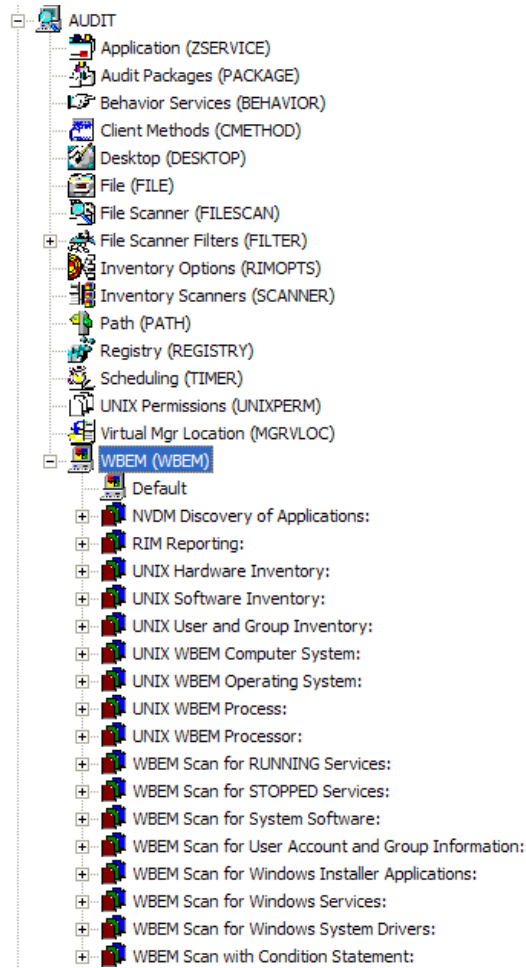 AUDIT
Application (ZSERVICE)
Audit Packages (PACKAGE)
Behavior Services (BEHAVIOR)
Client Methods (CMETHOD)
Desktop (DESKTOP)
File (FILE)
File Scanner (FILESCAN)
File Scanner Filters (FILTER)
Inventory Options (RIMOPTS)
Inventory Scanners (SCANNER)
Path (PATH)
Registry (REGISTRY)
Scheduling (TIMER)
UNIX Permissions (UNIXPERM)
Virtual Mgr Location (MGRVLOC)
WBEM (WBEM)
Default
NVDM Discovery of Applications:
RIM Reporting:
UNIX Hardware Inventory:
UNIX Software Inventory:
UNIX User and Group Inventory:
UNIX WBEM Computer System:
UNIX WBEM Operating System:
UNIX WBEM Process:
UNIX WBEM Processor:
WBEM Scan for RUNNING Services:
WBEM Scan for STOPPED Services:
WBEM Scan for System Software:
WBEM Scan for User Account and Group Information:
WBEM Scan for Windows Installer Applications:
WBEM Scan for Windows Services:
WBEM Scan for Windows System Drivers:
WBEM Scan with Condition Statement: